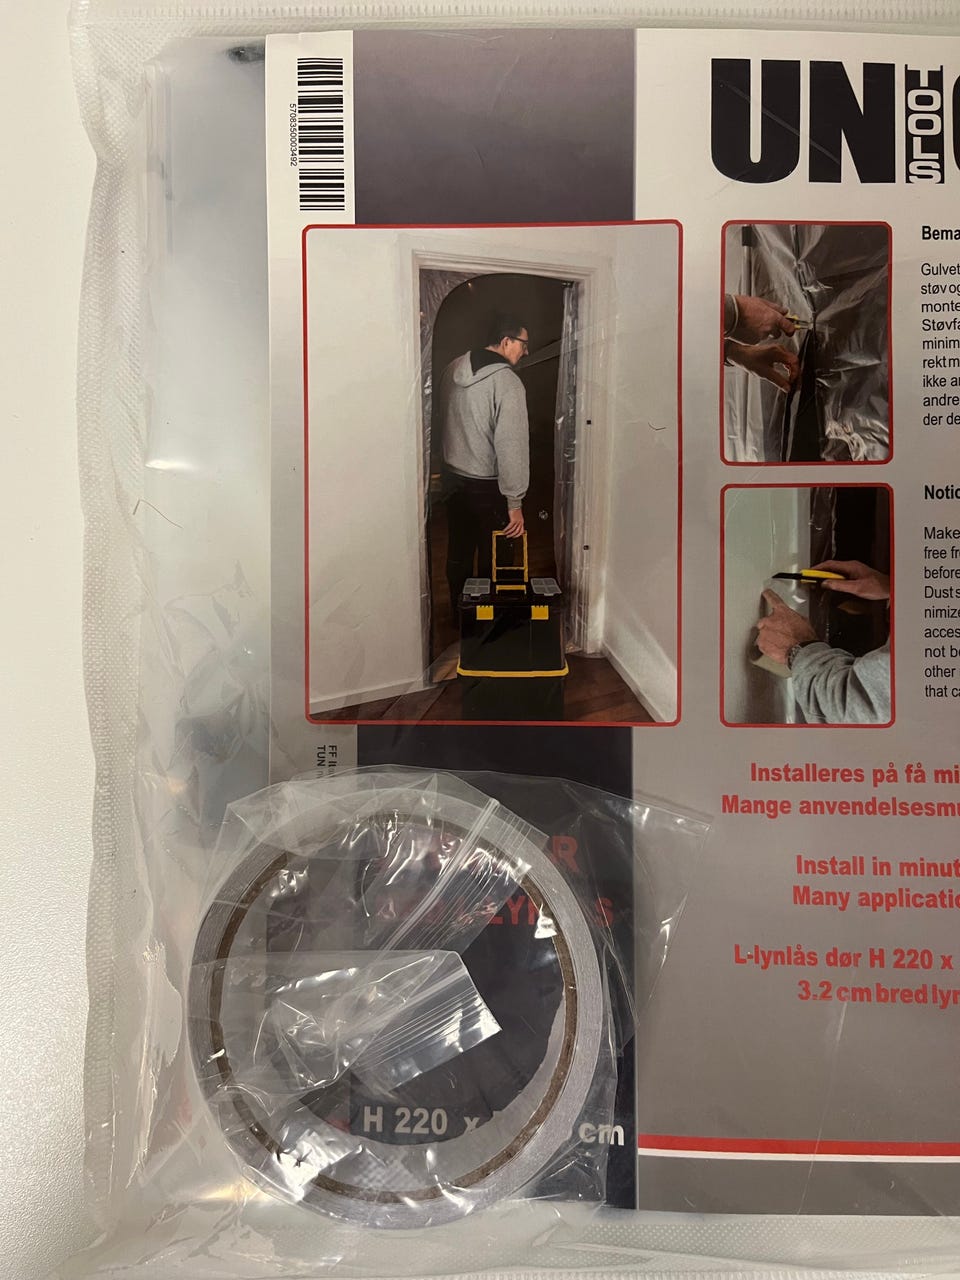 5708350003492
UN
TOOLS
Bema
Gulvet
støv og
monte
Støvfa
minim
rekt m
ikke a
andre
der de
Notic
Make
free fr
before
Dust s
nimize
acces
not be
other
that ca
FF
TUN
Installeres på få mi
Mange anvendelsesmu
Install in minut
Many applicatio
L-lynlås dør H 220 x
3.2 cm bred lyn
H 220 x
cm